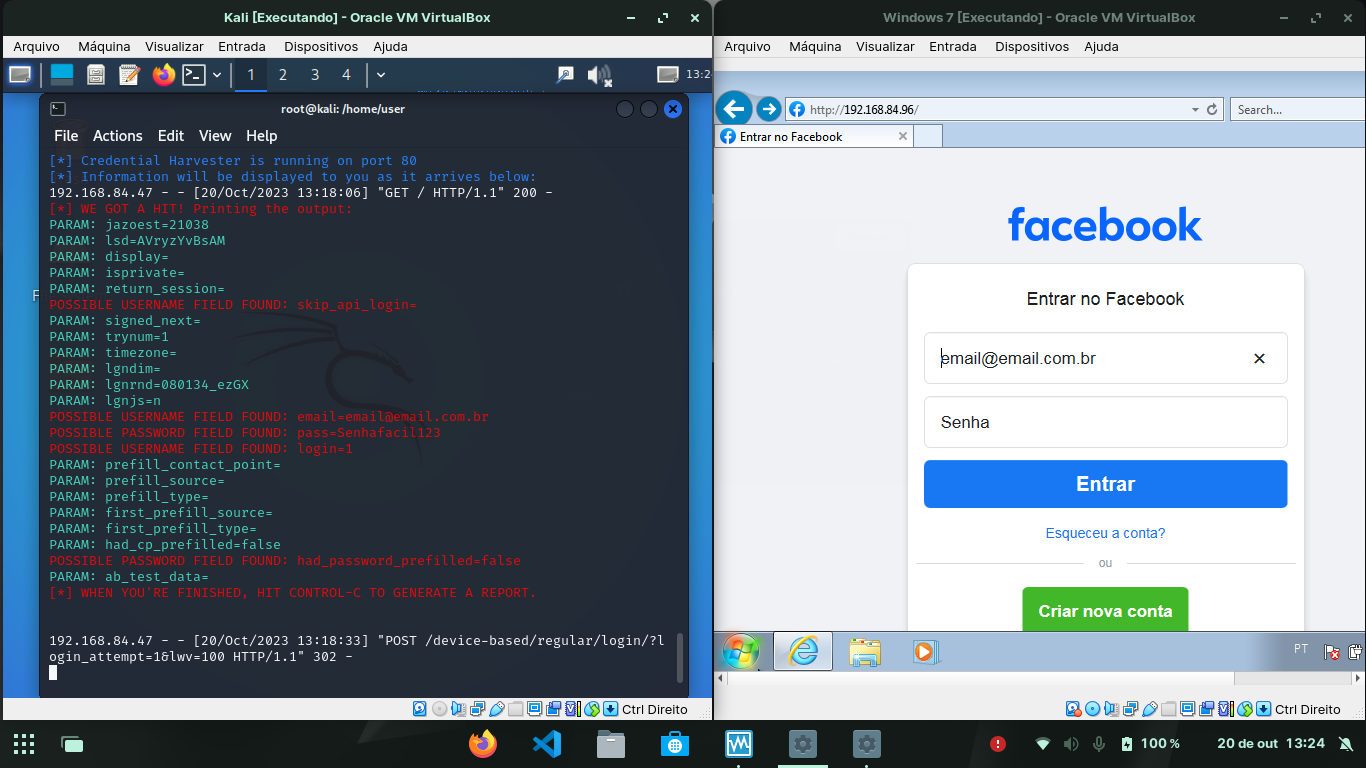 Kali [Executando] - Oracle VM VirtualBox
Arquivo Máquina Visualizar Entrada Dispositivos Ajuda
1 2 3 4
root@kali: /home/user
File Actions Edit View Help
[*] Credential Harvester is running on port 80
[*] Information will be displayed to you as it arrives below:
192.168.84.47 - - [20/Oct/2023 13:18:06] "GET / HTTP/1.1" 200 -
[*] WE GOT A HIT! Printing the output:
PARAM: jazoest=21038
PARAM: lsd=AVryzYvBsAM
PARAM: display=
PARAM: isprivate=
PARAM: return_session=
POSSIBLE USERNAME FIELD FOUND: skip_api_login=
PARAM: signed_next=
PARAM: trynum=1
PARAM: timezone=
PARAM: lgndim=
PARAM: lgnrnd=080134_ezGX
PARAM: lgnjs=n
POSSIBLE USERNAME FIELD FOUND: email=email@email.com.br
POSSIBLE PASSWORD FIELD FOUND: pass=Senhafacil123
POSSIBLE USERNAME FIELD FOUND: login=1
PARAM: prefill_contact_point=
PARAM: prefill_source=
PARAM: prefill_type=
PARAM: first_prefill_source=
PARAM: first_prefill_type=
PARAM: had_cp_prefilled=false
POSSIBLE PASSWORD FIELD FOUND: had_password_prefilled=false
PARAM: ab_test_data=
[*] WHEN YOU'RE FINISHED, HIT CONTROL-C TO GENERATE A REPORT.
192.168.84.47 - - [20/Oct/2023 13:18:33] "POST /device-based/regular/login/?l
ogin_attempt=1&lwv=100 HTTP/1.1" 302 -
Ctrl Direito
Windows 7 [Executando] - Oracle VM VirtualBox
Arquivo Máquina Visualizar Entrada Dispositivos Ajuda
http://192.168.84.96/
Search...
Entrar no Facebook
facebook
Entrar no Facebook
email@email.com.br
Senha
Entrar
Esqueceu a conta?
ou
Criar nova conta
PT
Ctrl Direito
100 % 20 de out 13:24